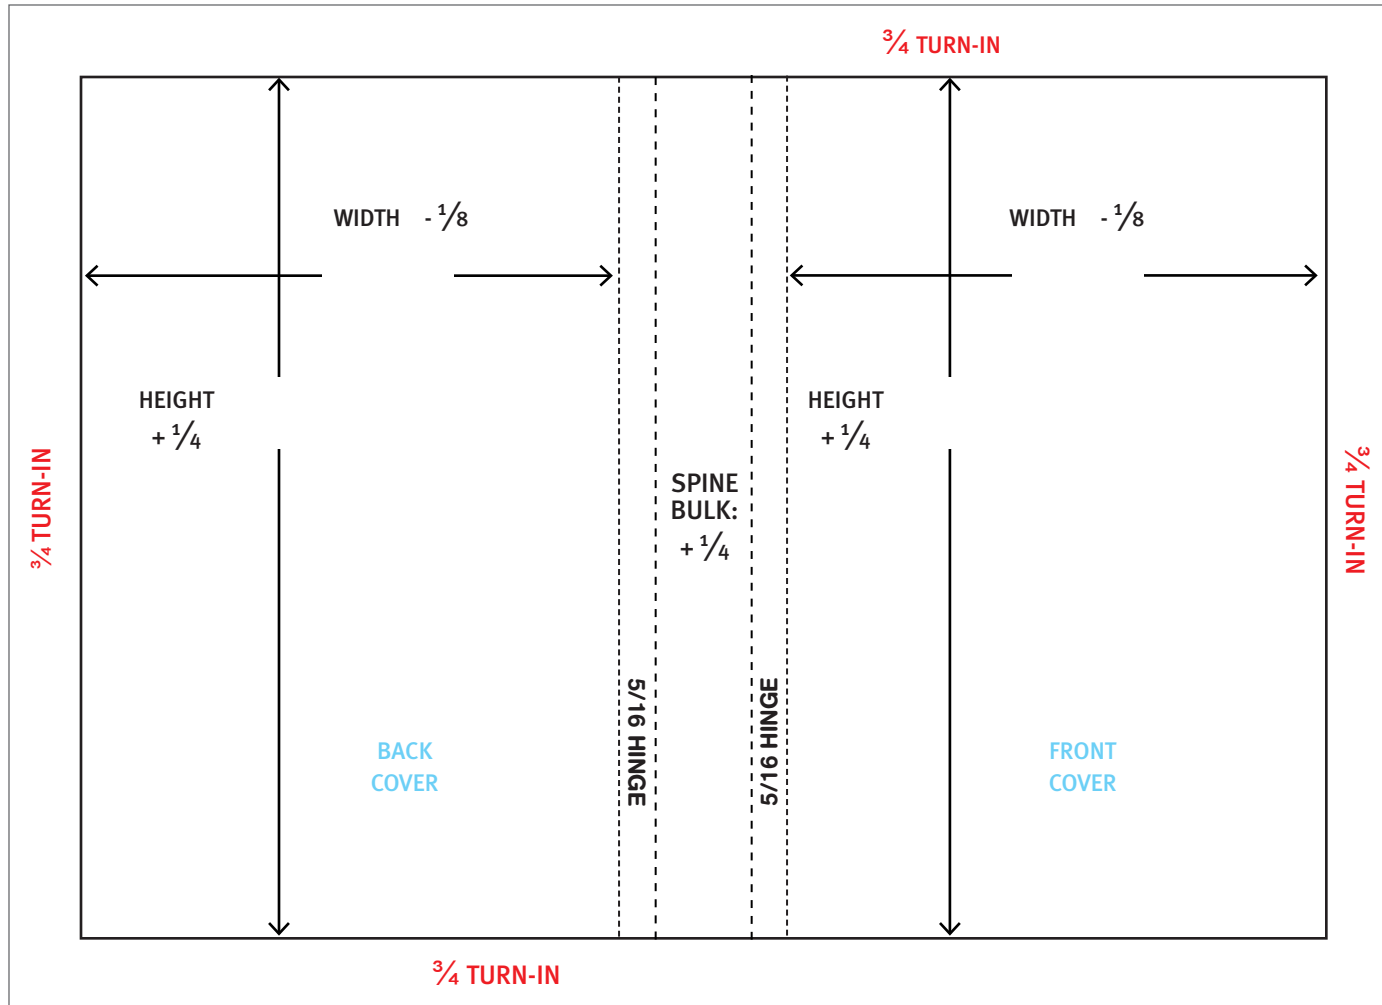 ¾ TURN-IN
WIDTH - ⅛
WIDTH - ⅛
HEIGHT
+ ¼
HEIGHT
+ ¼
¾ TURN-IN
¾ TURN-IN
SPINE
BULK:
+ ¼
5/16 HINGE
5/16 HINGE
BACK
COVER
FRONT
COVER
¾ TURN-IN